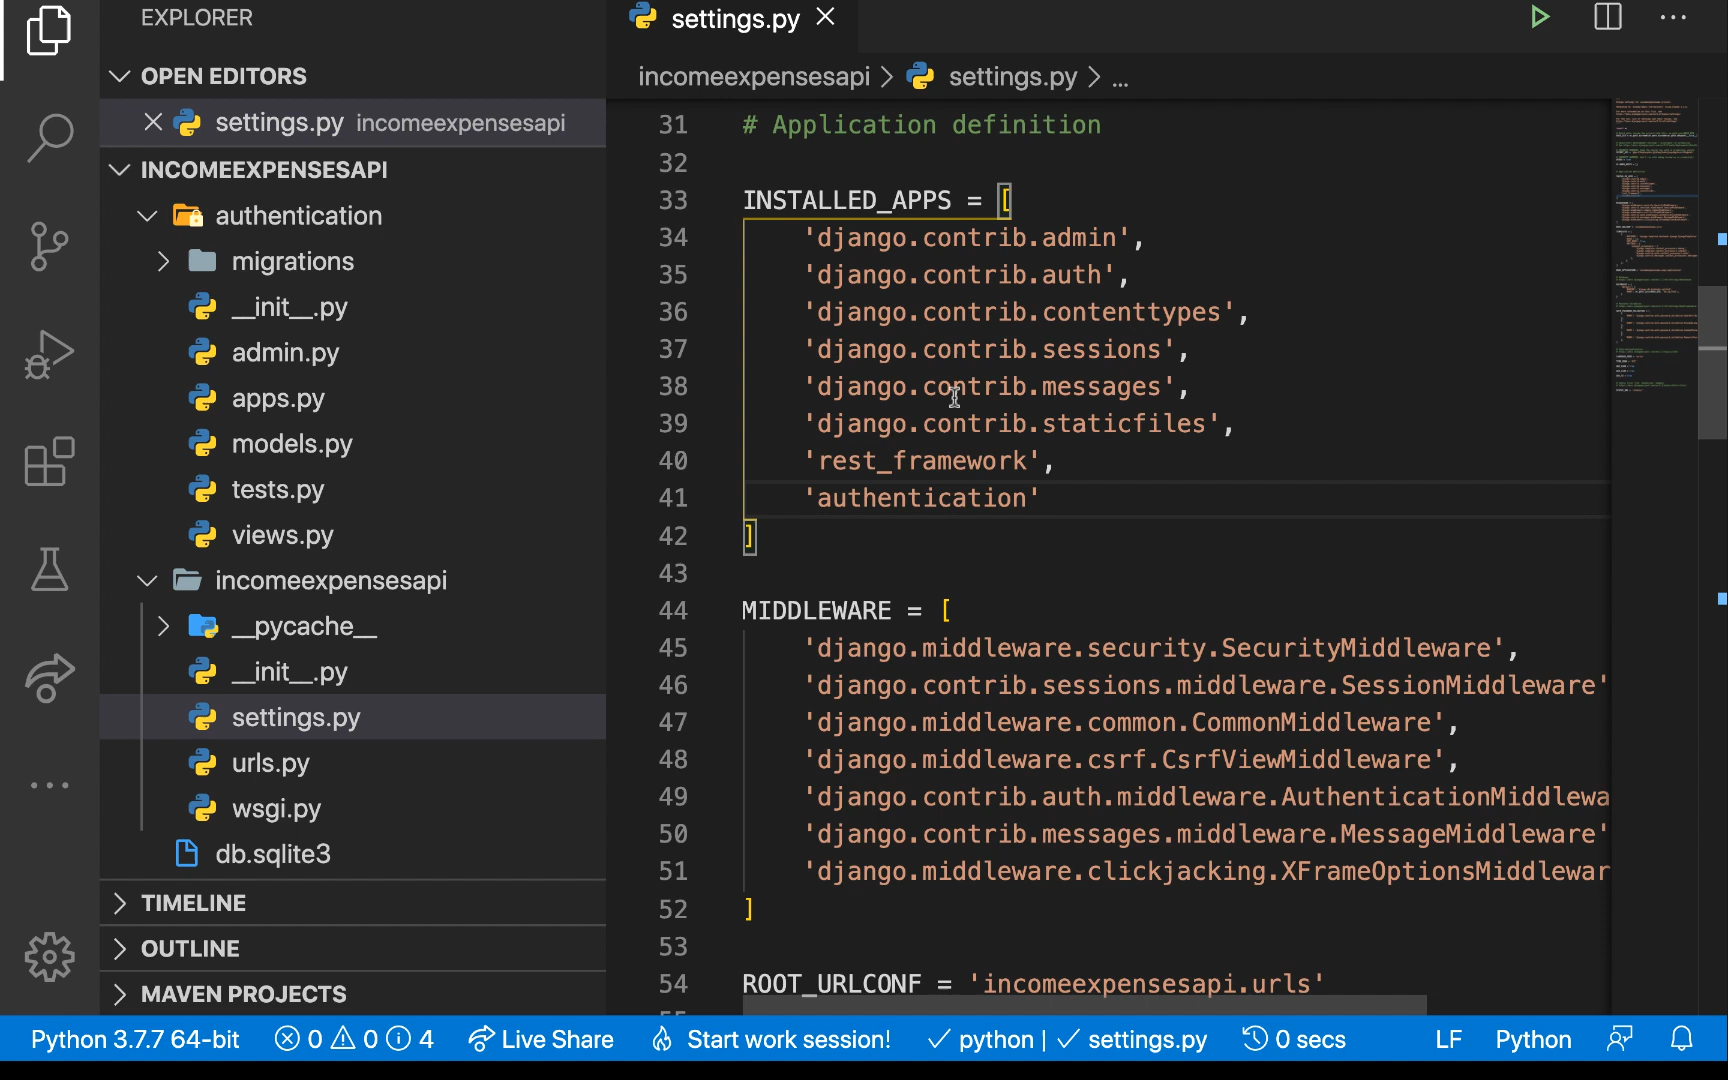 EXPLORER
OPEN EDITORS
settings.py incomeexpensesapi
INCOMEEXPENSESAPI
authentication
migrations
__init__.py
admin.py
apps.py
models.py
tests.py
views.py
incomeexpensesapi
__pycache__
__init__.py
settings.py
urls.py
wsgi.py
db.sqlite3
TIMELINE
OUTLINE
MAVEN PROJECTS
settings.py
incomeexpensesapi > settings.py > ...
31 # Application definition
32
33 INSTALLED_APPS = [
34 'django.contrib.admin',
35 'django.contrib.auth',
36 'django.contrib.contenttypes',
37 'django.contrib.sessions',
38 'django.contrib.messages',
39 'django.contrib.staticfiles',
40 'rest_framework',
41 'authentication'
42 ]
43
44 MIDDLEWARE = [
45 'django.middleware.security.SecurityMiddleware',
46 'django.contrib.sessions.middleware.SessionMiddleware'
47 'django.middleware.common.CommonMiddleware',
48 'django.middleware.csrf.CsrfViewMiddleware',
49 'django.contrib.auth.middleware.AuthenticationMiddlewa
50 'django.contrib.messages.middleware.MessageMiddleware'
51 'django.middleware.clickjacking.XFrameOptionsMiddlewar
52 ]
53
54 ROOT_URLCONF = 'incomeexpensesapi.urls'
Python 3.7.7 64-bit 0 0 4 Live Share Start work session! python | settings.py 0 secs LF Python